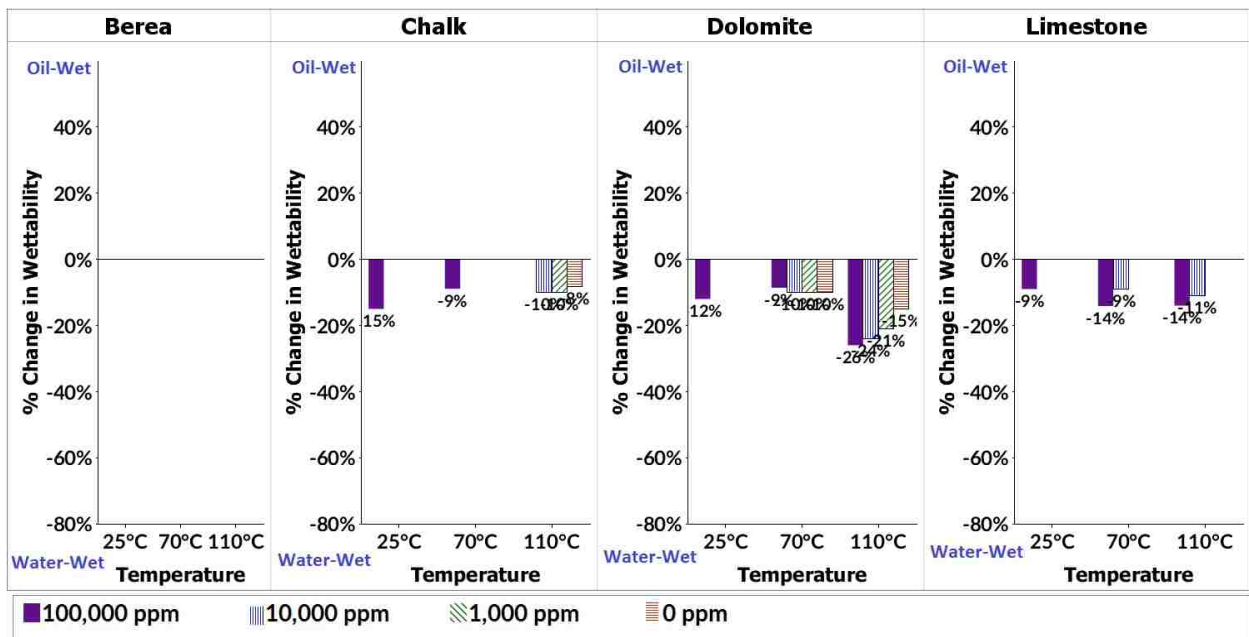 Berea
Chalk
Dolomite
Limestone
Oil-Wet
Oil-Wet
Oil-Wet
Oil-Wet
% Change in Wettability
40%
20%
0%
-20%
-40%
-60%
-80%
25°C 70°C 110°C
Water-Wet
Temperature
% Change in Wettability
40%
20%
0%
-20%
-40%
-60%
-80%
15%
-9%
-10%
-8%
25°C 70°C 110°C
Water-Wet
Temperature
% Change in Wettability
40%
20%
0%
-20%
-40%
-60%
-80%
12%
-9%
-26%
-24%
-21%
-15%
25°C 70°C 110°C
Water-Wet
Temperature
% Change in Wettability
40%
20%
0%
-20%
-40%
-60%
-80%
-9%
-14%
-9%
-14%
-11%
25°C 70°C 110°C
Water-Wet
Temperature
100,000 ppm 10,000 ppm 1,000 ppm 0 ppm